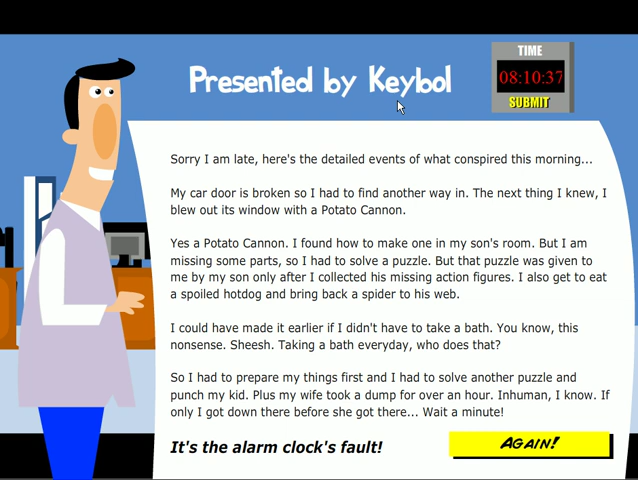 TIME
Presented by Keybol
08:10:37
SUBMIT
Sorry I am late, here's the detailed events of what conspired this morning...
My car door is broken so I had to find another way in. The next thing I knew, I
blew out its window with a Potato Cannon.
Yes a Potato Cannon. I found how to make one in my son's room. But I am
missing some parts, so I had to solve a puzzle. But that puzzle was given to
me by my son only after I collected his missing action figures. I also get to eat
a spoiled hotdog and bring back a spider to his web.
I could have made it earlier if I didn't have to take a bath. You know, this
nonsense. Sheesh. Taking a bath everyday, who does that?
So I had to prepare my things first and I had to solve another puzzle and
punch my kid. Plus my wife took a dump for over an hour. Inhuman, I know. If
only I got down there before she got there... Wait a minute!
It's the alarm clock's fault!
AGAIN!